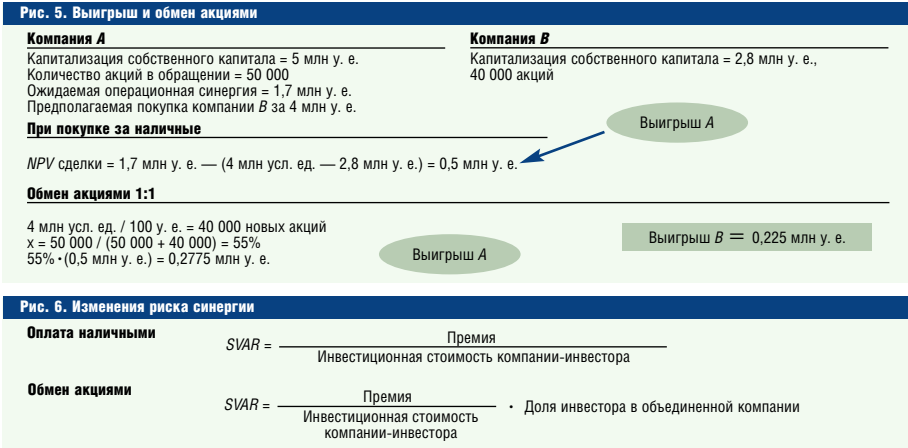 Рис. 5. Выигрыш и обмен акциями
Компания A
Капитализация собственного капитала = 5 млн у. е.
Количество акций в обращении = 50 000
Ожидаемая операционная синергия = 1,7 млн у. е.
Предполагаемая покупка компании B за 4 млн у. е.
Компания B
Капитализация собственного капитала = 2,8 млн у. е.,
40 000 акций
При покупке за наличные
Выигрыш A
NPV сделки = 1,7 млн у. е. — (4 млн усл. ед. — 2,8 млн у. е.) = 0,5 млн у. е.
Обмен акциями 1:1
4 млн усл. ед. / 100 у. е. = 40 000 новых акций
x = 50 000 / (50 000 + 40 000) = 55%
55% • (0,5 млн у. е.) = 0,2775 млн у. е.
Выигрыш A
Выигрыш B = 0,225 млн у. е.
Рис. 6. Изменения риска синергии
Оплата наличными
SVAR =
Премия
Инвестиционная стоимость компании-инвестора
Обмен акциями
SVAR =
Премия
Инвестиционная стоимость
компании-инвестора
• Доля инвестора в объединенной компании